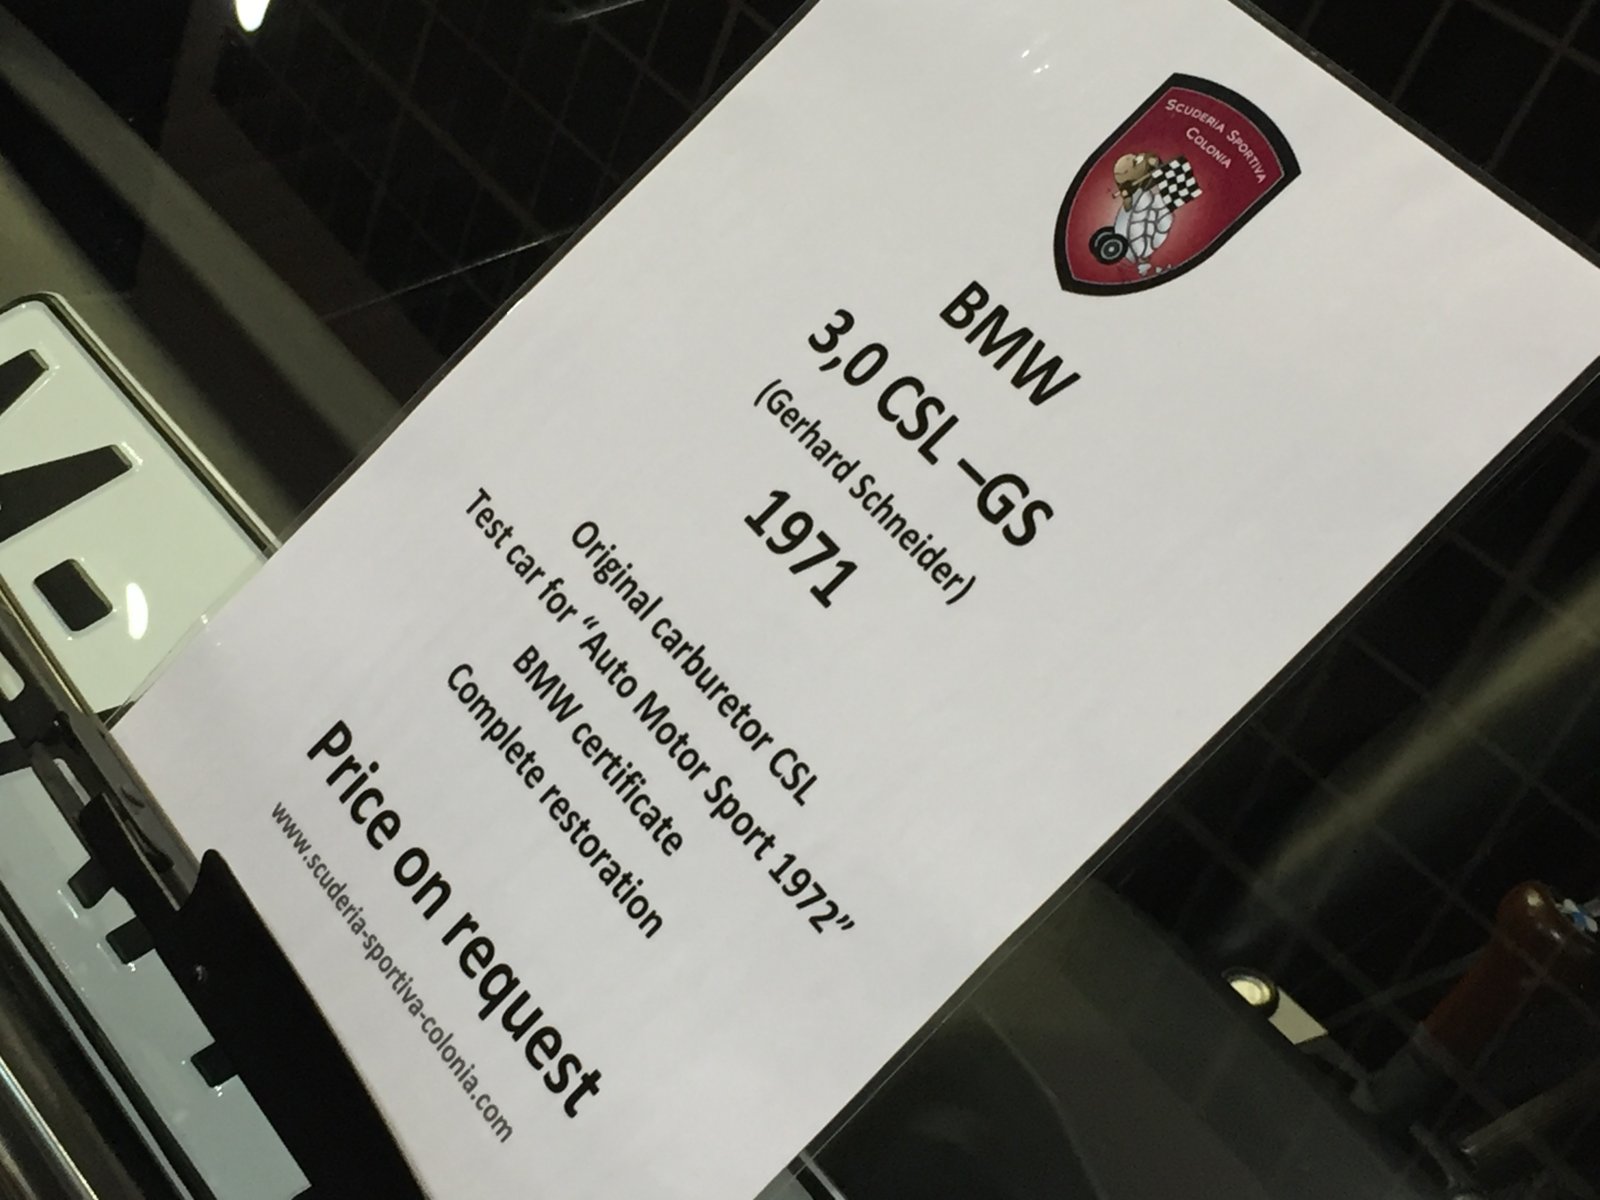 SCUDERIA SPORTIVA
COLONIA
BMW
3,0 CSL –GS
(Gerhard Schneider)
1971
Original carburetor CSL
Test car for “Auto Motor Sport 1972”
BMW certificate
Complete restoration
Price on request
www.scuderia-sportiva-colonia.com